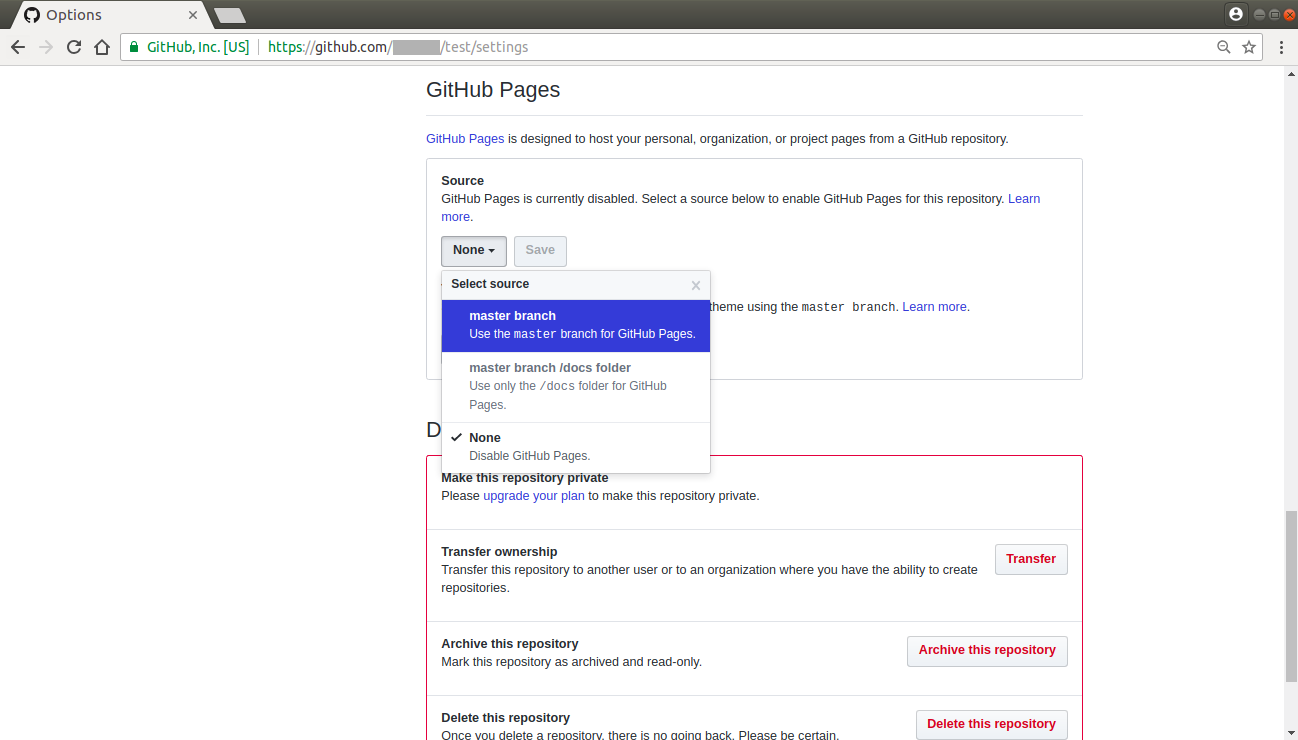 Options
GitHub, Inc. [US]
https://github.com/
/test/settings
GitHub Pages
GitHub Pages is designed to host your personal, organization, or project pages from a GitHub repository.
Source
GitHub Pages is currently disabled. Select a source below to enable GitHub Pages for this repository. Learn
more.
None
Save
Select source
theme using the master branch. Learn more.
master branch
Use the master branch for GitHub Pages.
master branch /docs folder
Use only the /docs folder for GitHub
Pages.
D
None
Disable GitHub Pages.
Make this repository private
Please upgrade your plan to make this repository private.
Transfer ownership
Transfer this repository to another user or to an organization where you have the ability to create
repositories.
Transfer
Archive this repository
Mark this repository as archived and read-only.
Archive this repository
Delete this repository
Once you delete a repository, there is no going back. Please be certain.
Delete this repository